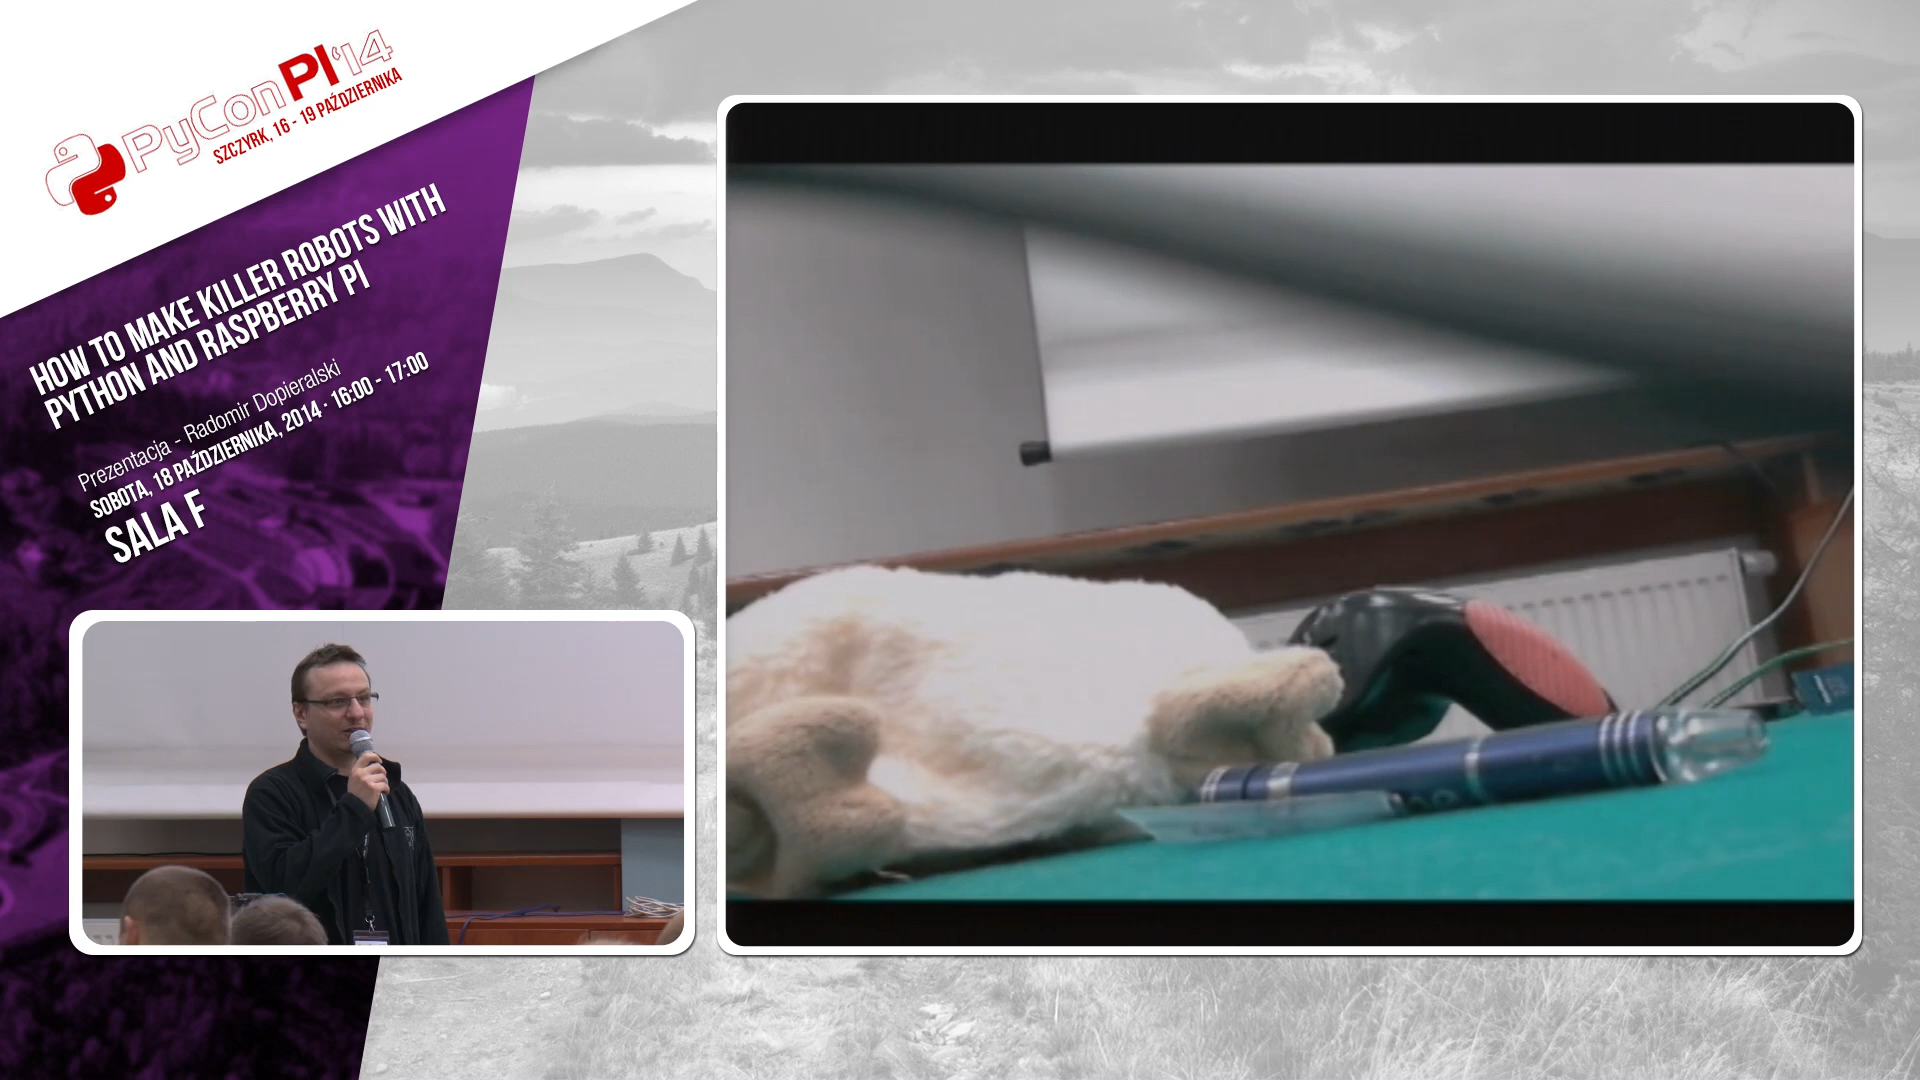 PyConPl'14
SZCZYRK, 16 - 19 PAŹDZIERNIKA
HOW TO MAKE KILLER ROBOTS WITH
PYTHON AND RASPBERRY PI
Prezentacja - Radomir Dopieralski
SOBOTA, 18 PAŹDZIERNIKA, 2014 · 16:00 - 17:00
SALA F